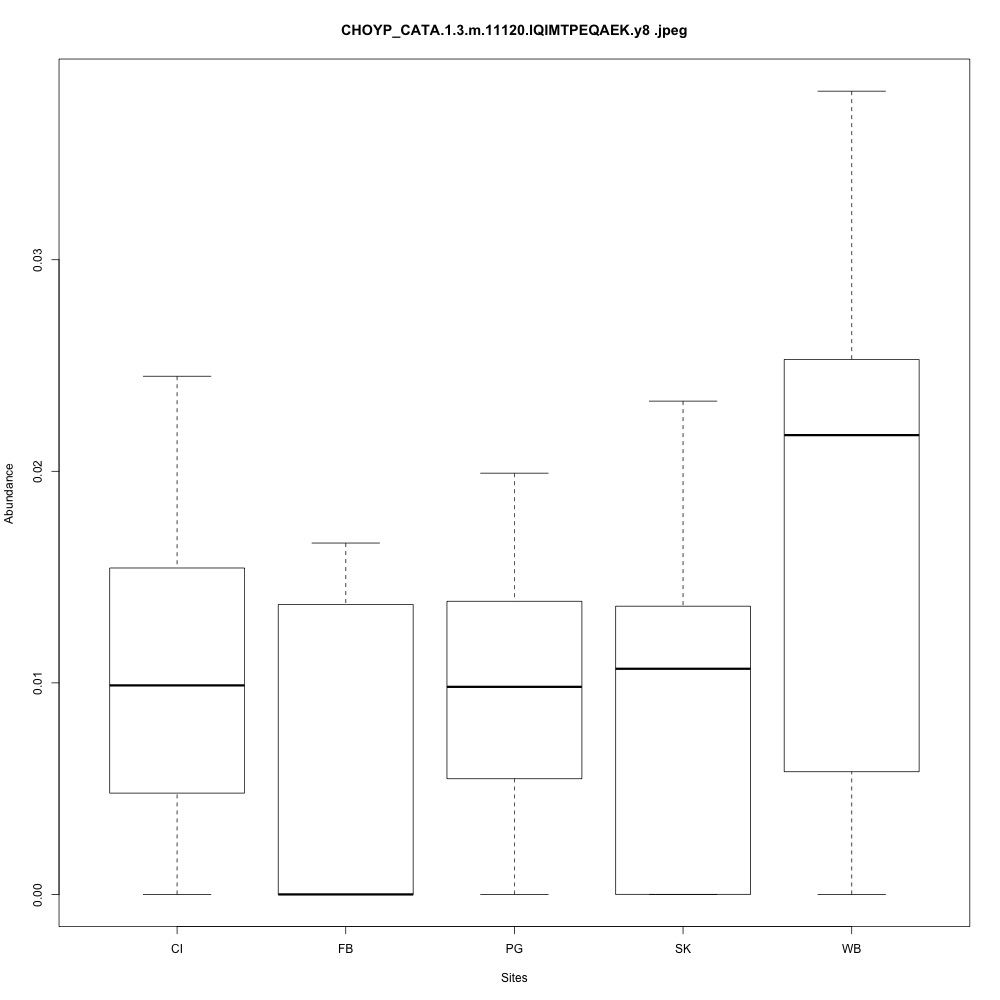 CHOYP_CATA.1.3.m.11120.IQIMTPEQAEK.y8 .jpeg
Abundance
0.03
0.02
0.01
0.00
CI FB PG SK WB
Sites